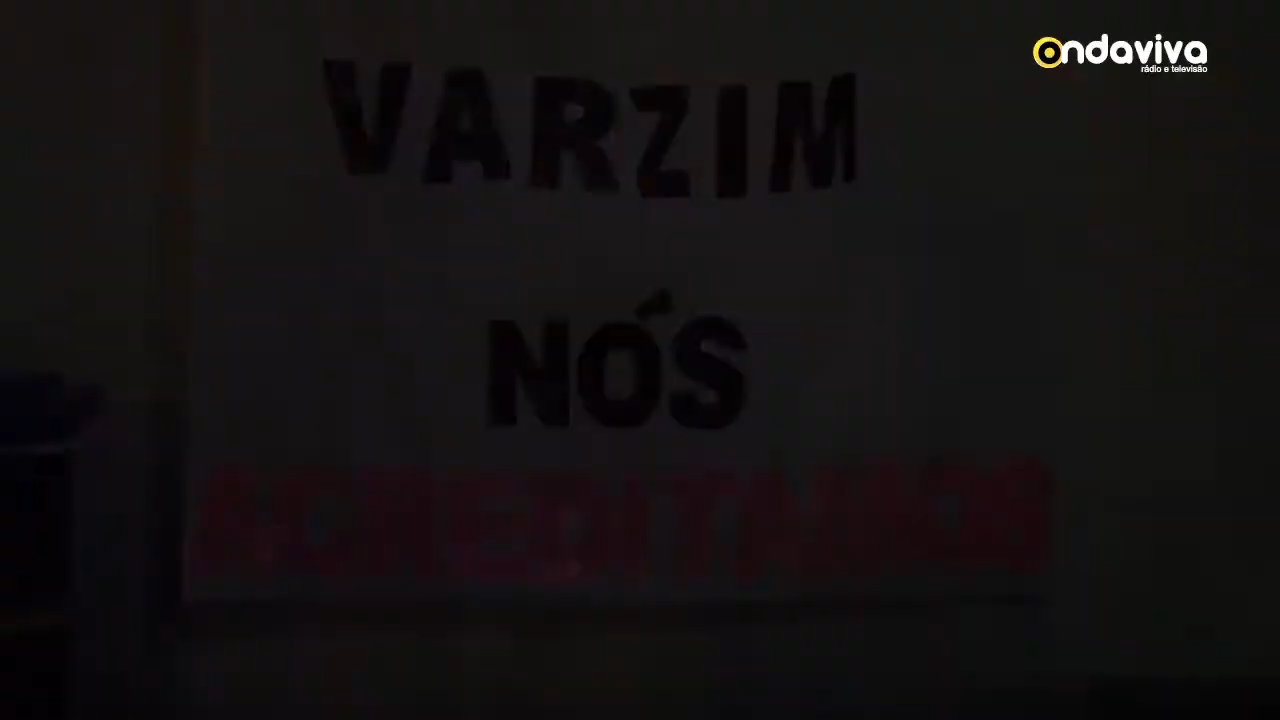 ondaviva
rádio e televisão
VARZIM
NÓS
ACREDITAMOS